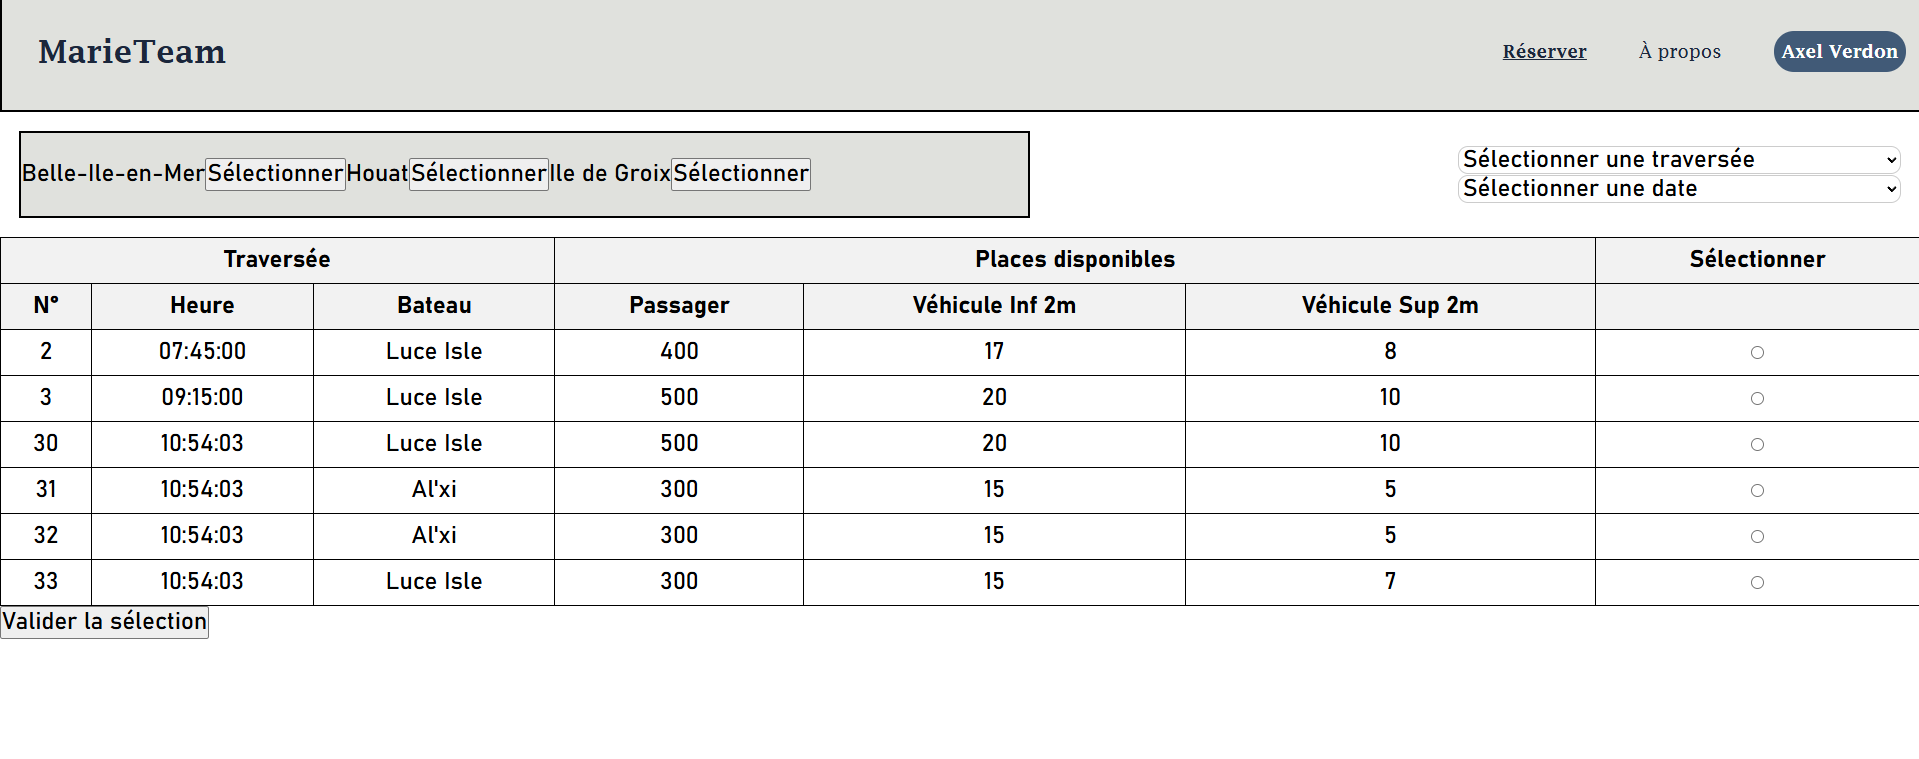 MarieTeam
Réserver À propos Axel Verdon
Belle-Ile-en-Mer Sélectionner Houat Sélectionner Ile de Groix Sélectionner
Sélectionner une traversée
Sélectionner une date
Traversée Places disponibles Sélectionner
N° Heure Bateau Passager Véhicule Inf 2m Véhicule Sup 2m
2 07:45:00 Luce Isle 400 17 8
3 09:15:00 Luce Isle 500 20 10
30 10:54:03 Luce Isle 500 20 10
31 10:54:03 Al'xi 300 15 5
32 10:54:03 Al'xi 300 15 5
33 10:54:03 Luce Isle 300 15 7
Valider la sélection